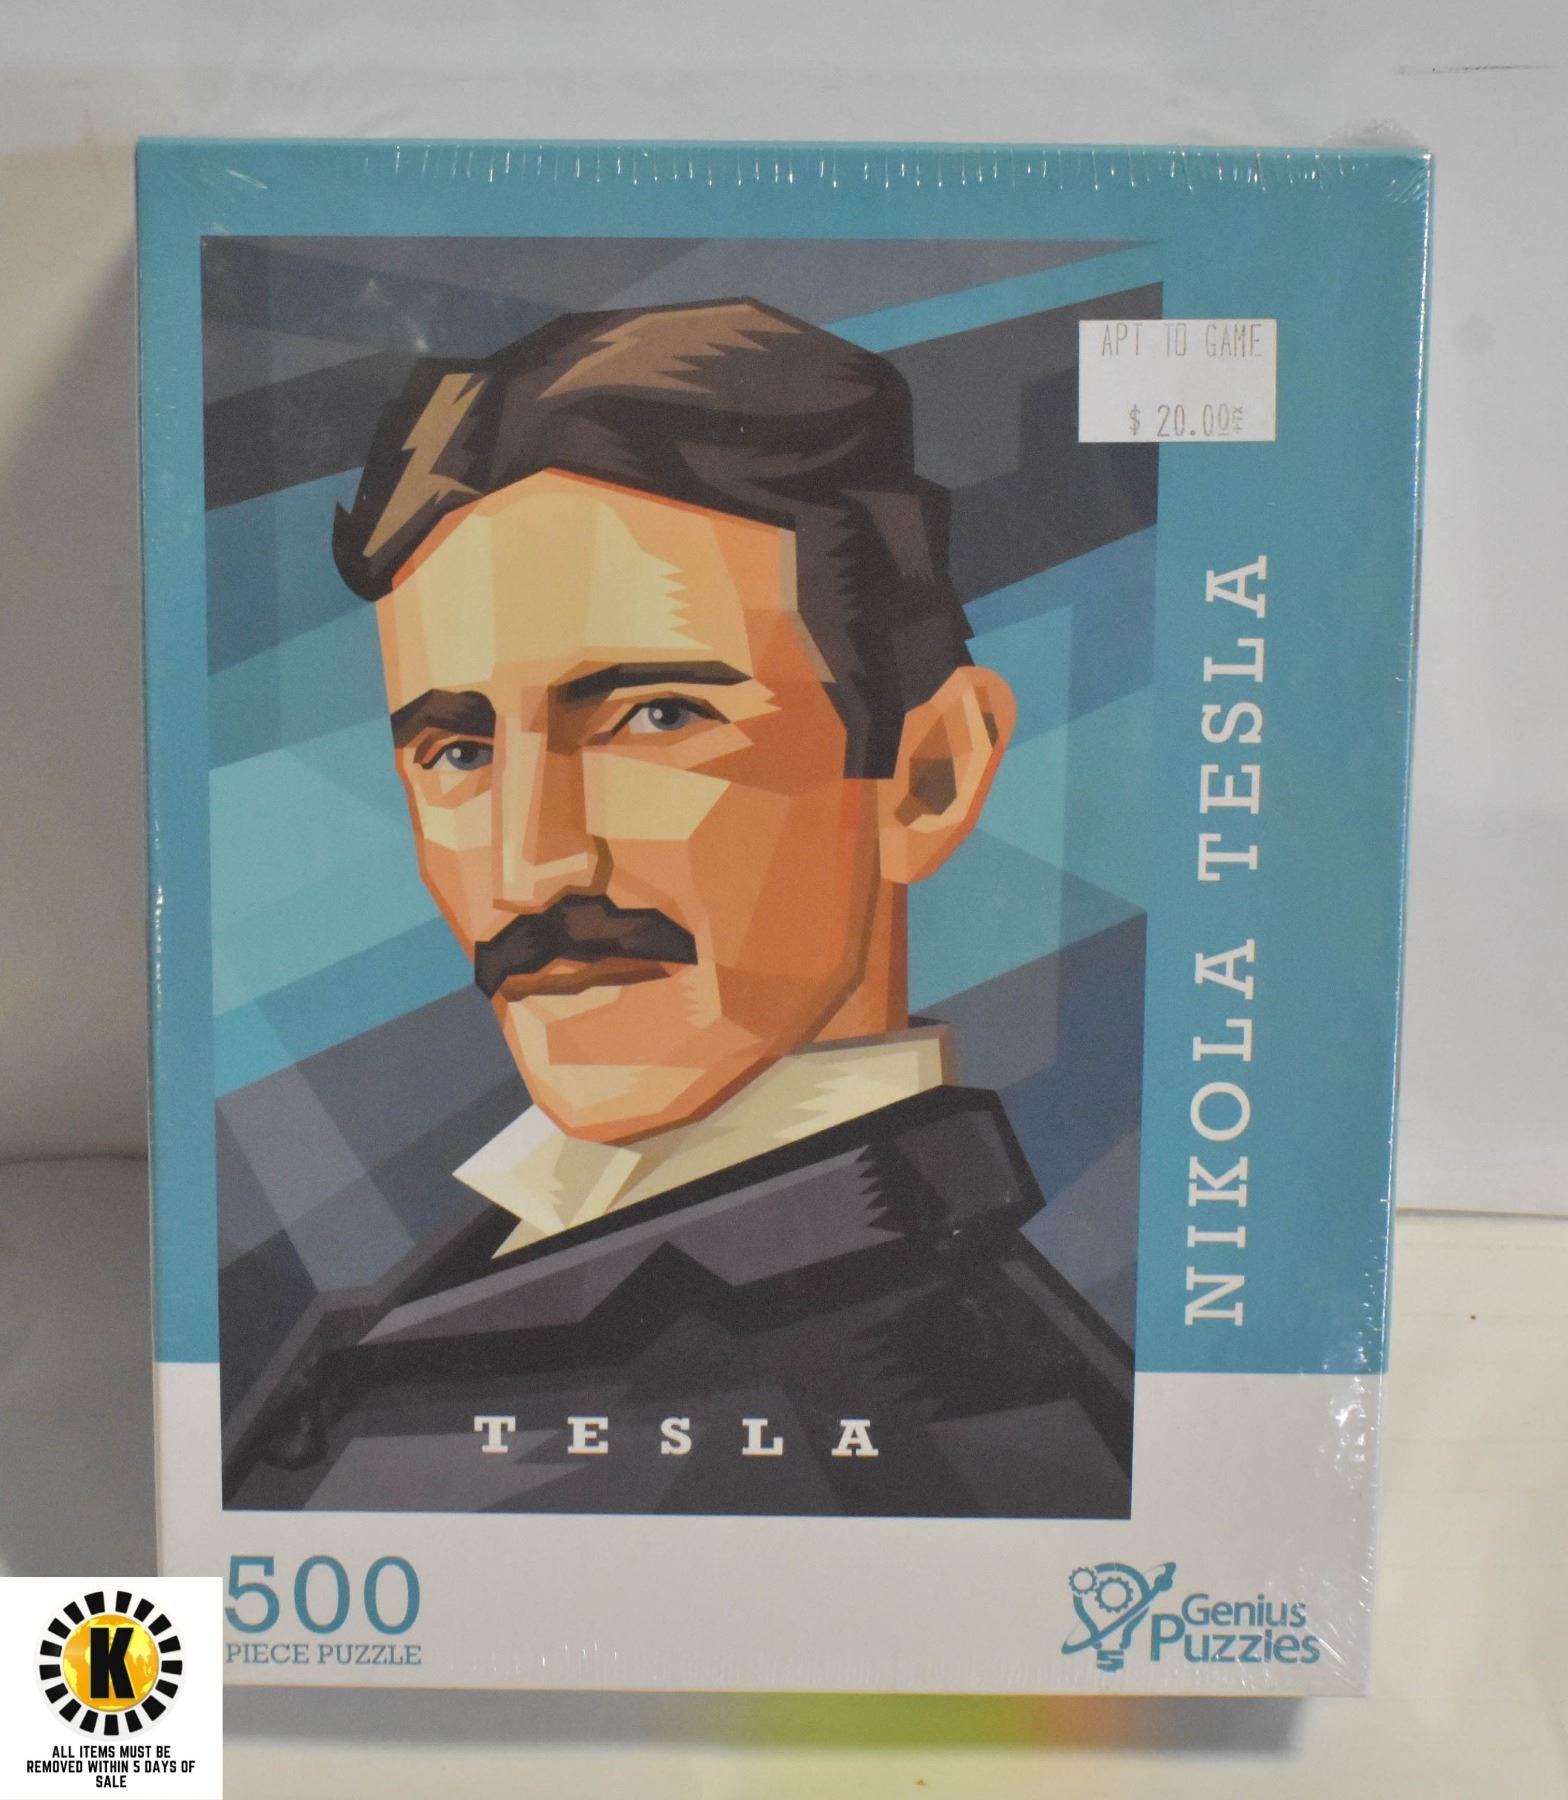 APT TO GAME
$ 20.00
NIKOLA TESLA
TESLA
500
PIECE PUZZLE
Genius
Puzzles
K
ALL ITEMS MUST BE
REMOVED WITHIN 5 DAYS OF
SALE